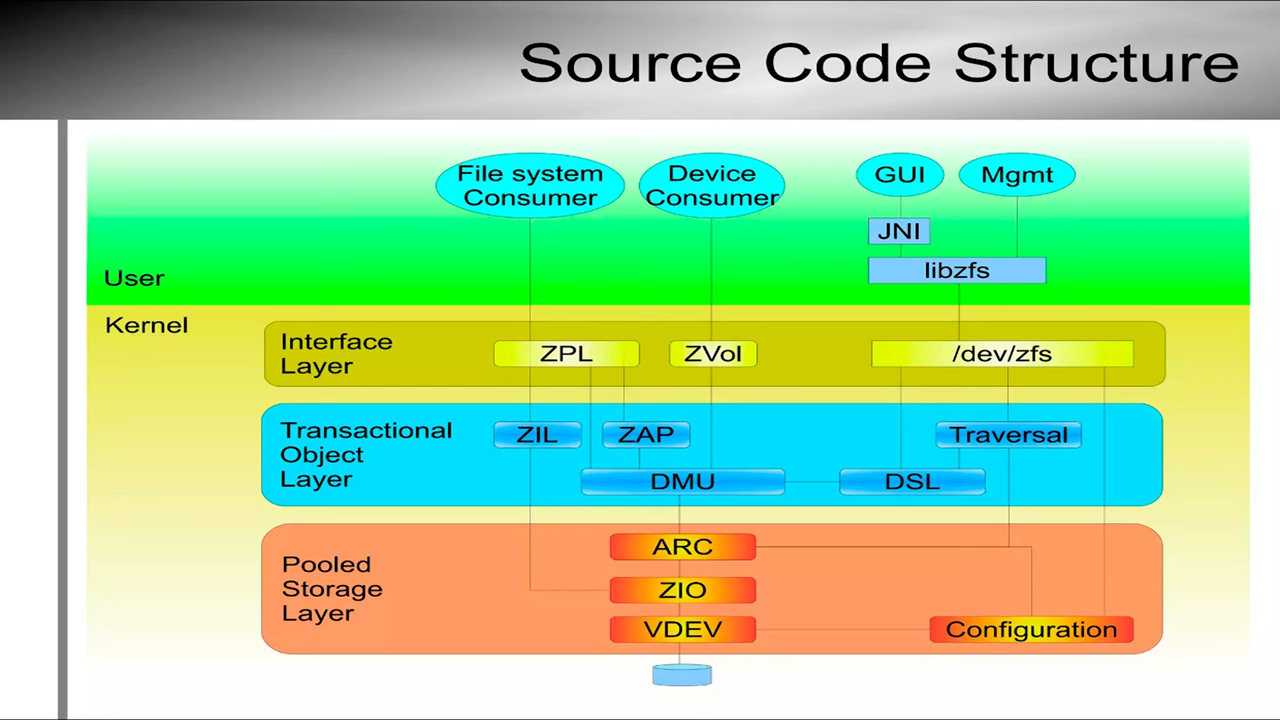 Source Code Structure
File system
Consumer
Device
Consumer
GUI
Mgmt
JNI
libzfs
User
Kernel
Interface
Layer
ZPL
ZVol
/dev/zfs
Transactional
Object
Layer
ZIL
ZAP
Traversal
DMU
DSL
Pooled
Storage
Layer
ARC
ZIO
VDEV
Configuration